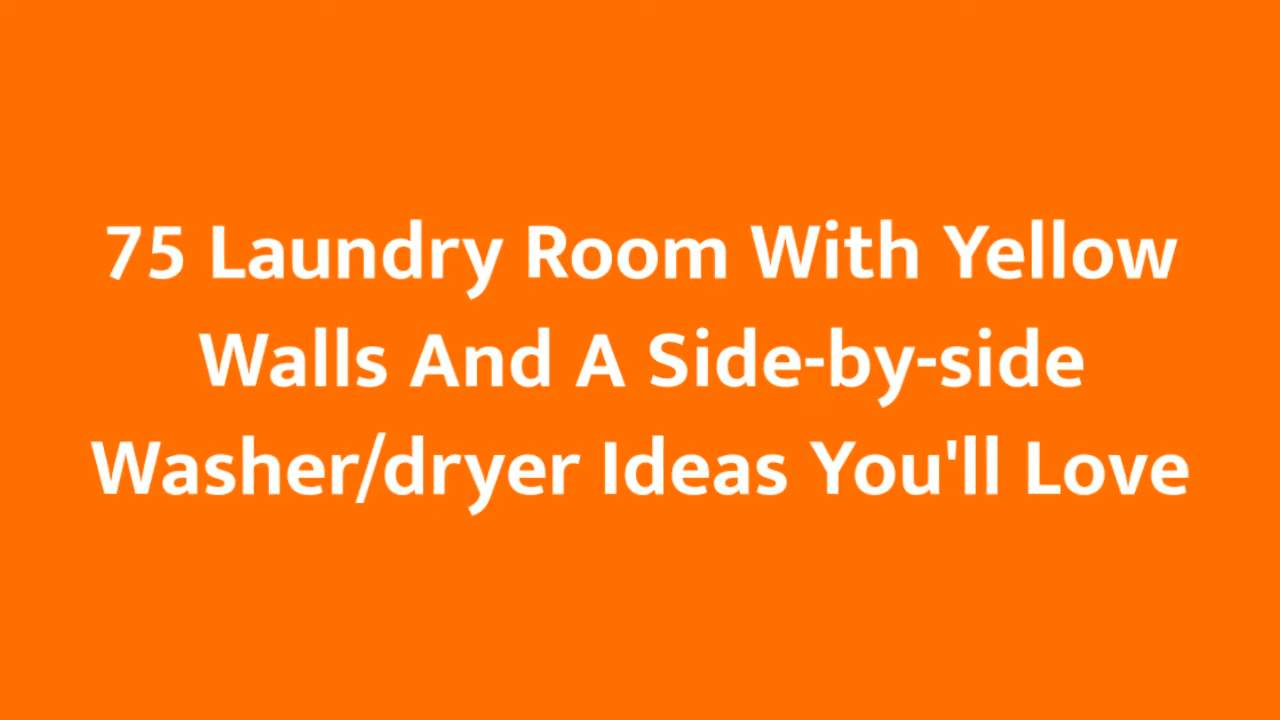 75 Laundry Room With Yellow
Walls And A Side-by-side
Washer/dryer Ideas You'll Love